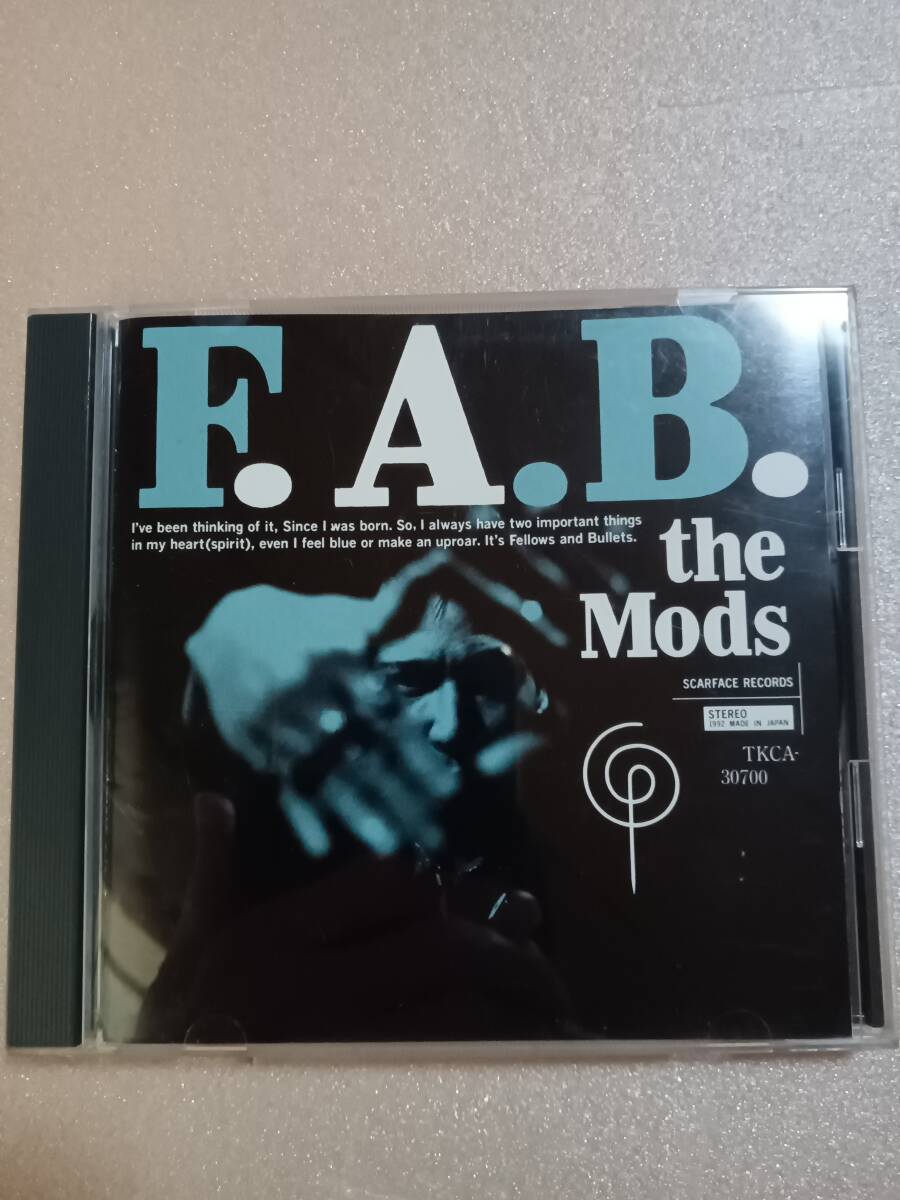 F.A.B.
I've been thinking of it, Since I was born. So, I always have two important things
in my heart(spirit), even I feel blue or make an uproar. It's Fellows and Bullets.
the
Mods
SCARFACE RECORDS
STEREO
1992 MADE IN JAPAN
TKCA-
30700